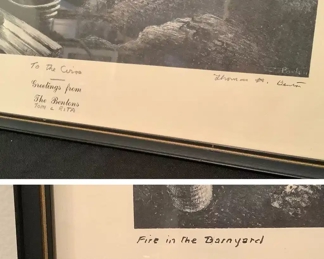 To the
Thomas H. Benton
Greetings from
The Bentons
Tom & Rita
Fire in the Barnyard